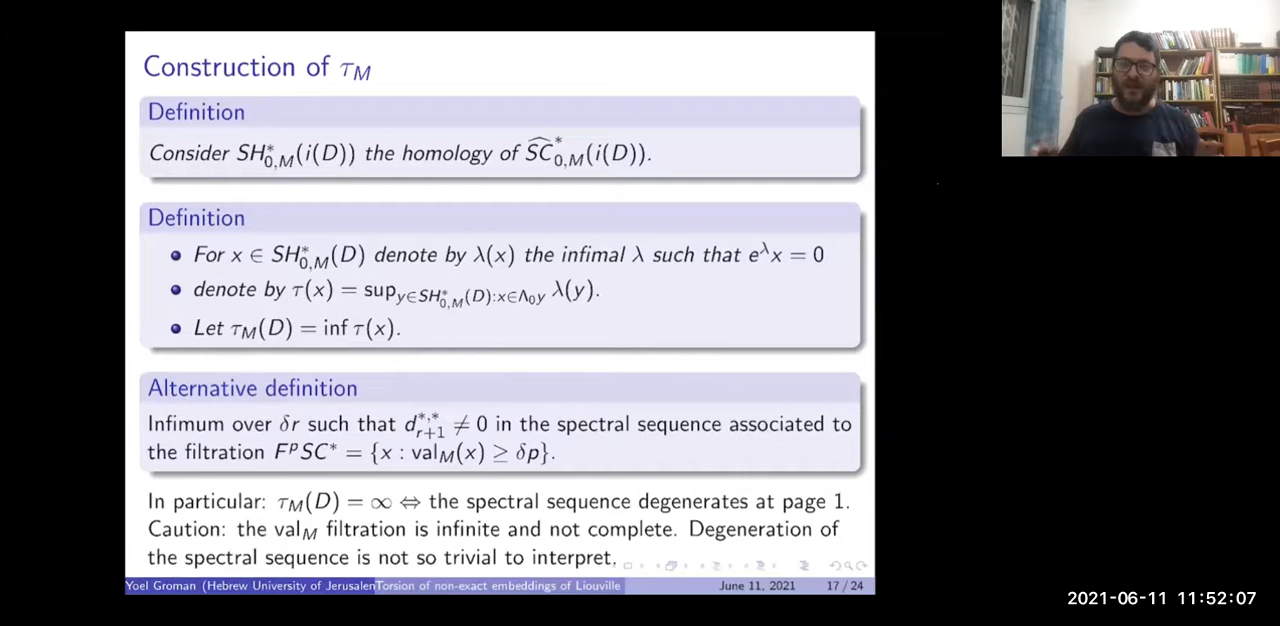 Construction of τ_M
Definition
Consider SH^*_{0,M}(i(D)) the homology of \widehat{SC}^*_{0,M}(i(D)).
Definition
• For x ∈ SH^*_{0,M}(D) denote by λ(x) the infimal λ such that e^λ x = 0
• denote by τ(x) = sup_{y∈SH^*_{0,M}(D):x∈Λ_0y} λ(y).
• Let τ_M(D) = inf τ(x).
Alternative definition
Infimum over δr such that d^{*,*}_{r+1} ≠ 0 in the spectral sequence associated to
the filtration F^pSC^* = {x : val_M(x) ≥ δp}.
In particular: τ_M(D) = ∞ ⇔ the spectral sequence degenerates at page 1.
Caution: the val_M filtration is infinite and not complete. Degeneration of
the spectral sequence is not so trivial to interpret.
Yoel Groman (Hebrew University of Jerusalem Torsion of non-exact embeddings of Liouville June 11, 2021 17 / 24
2021-06-11 11:52:07